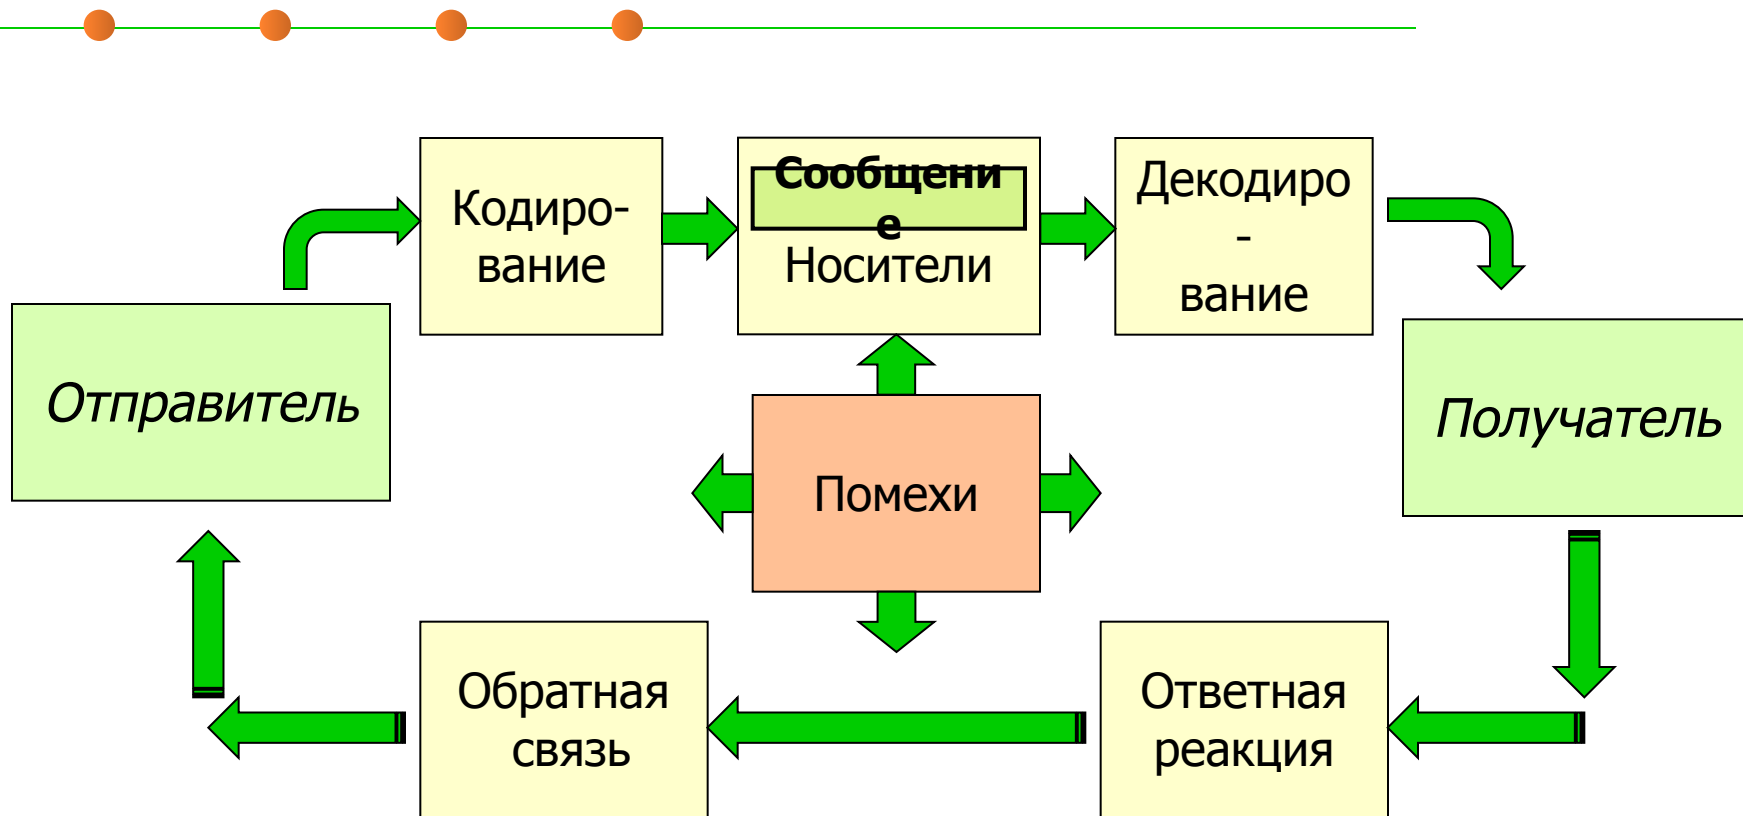 Кодиро-
вание
Сообщени
е
Носители
Декодиро
-
вание
Отправитель
Получатель
Помехи
Обратная
связь
Ответная
реакция